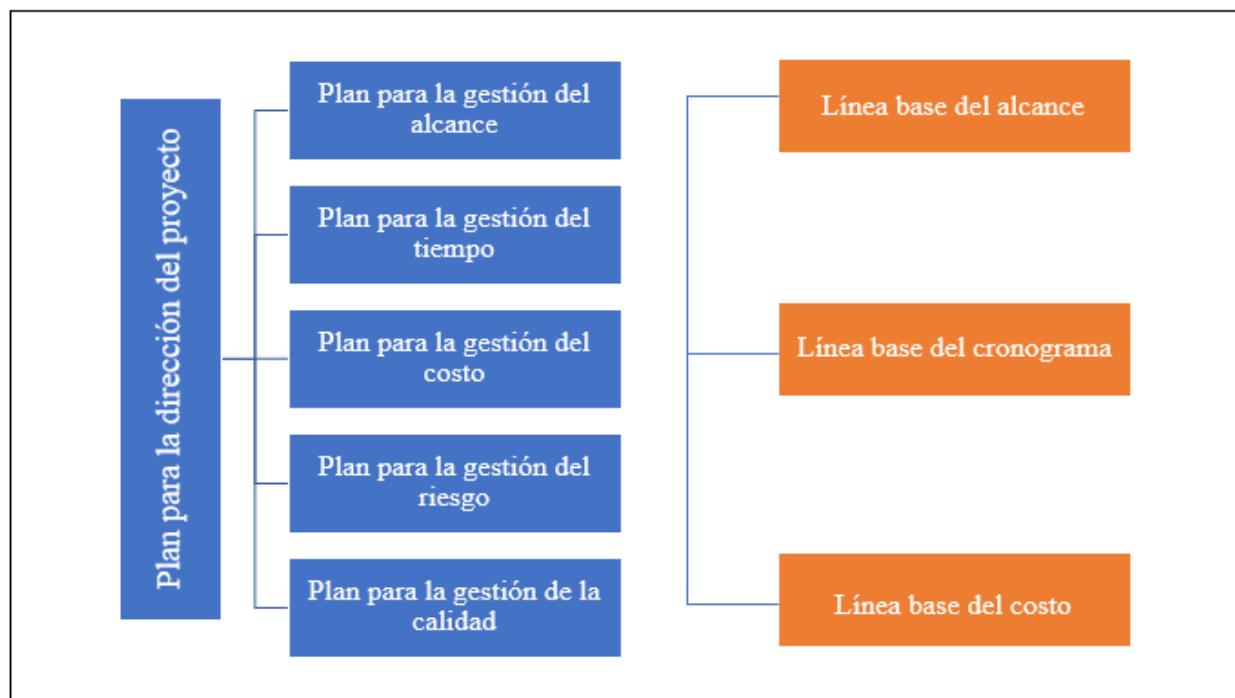 Plan para la dirección del proyecto
Plan para la gestión del
alcance
Plan para la gestión del
tiempo
Plan para la gestión del
costo
Plan para la gestión del
riesgo
Plan para la gestión de la
calidad
Línea base del alcance
Línea base del cronograma
Línea base del costo